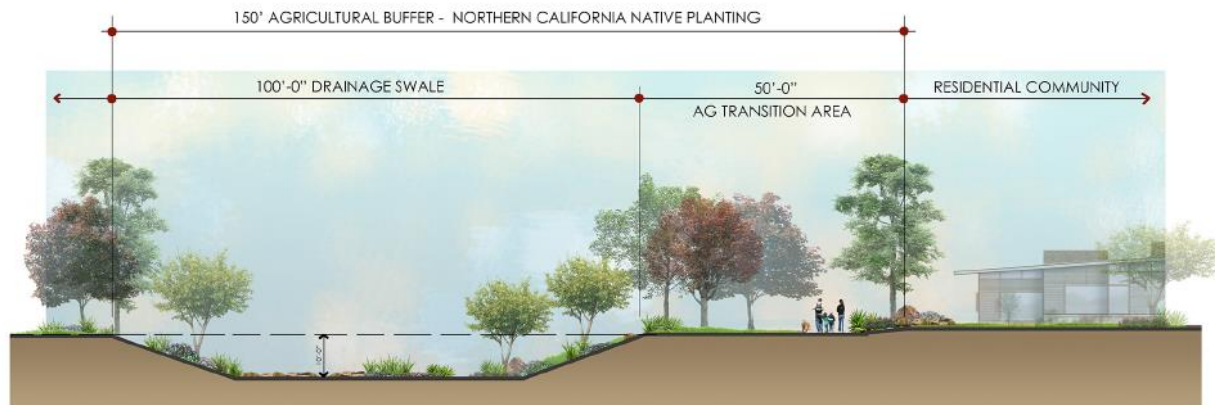 150' AGRICULTURAL BUFFER - NORTHERN CALIFORNIA NATIVE PLANTING
100'-0" DRAINAGE SWALE
50'-0"
AG TRANSITION AREA
RESIDENTIAL COMMUNITY